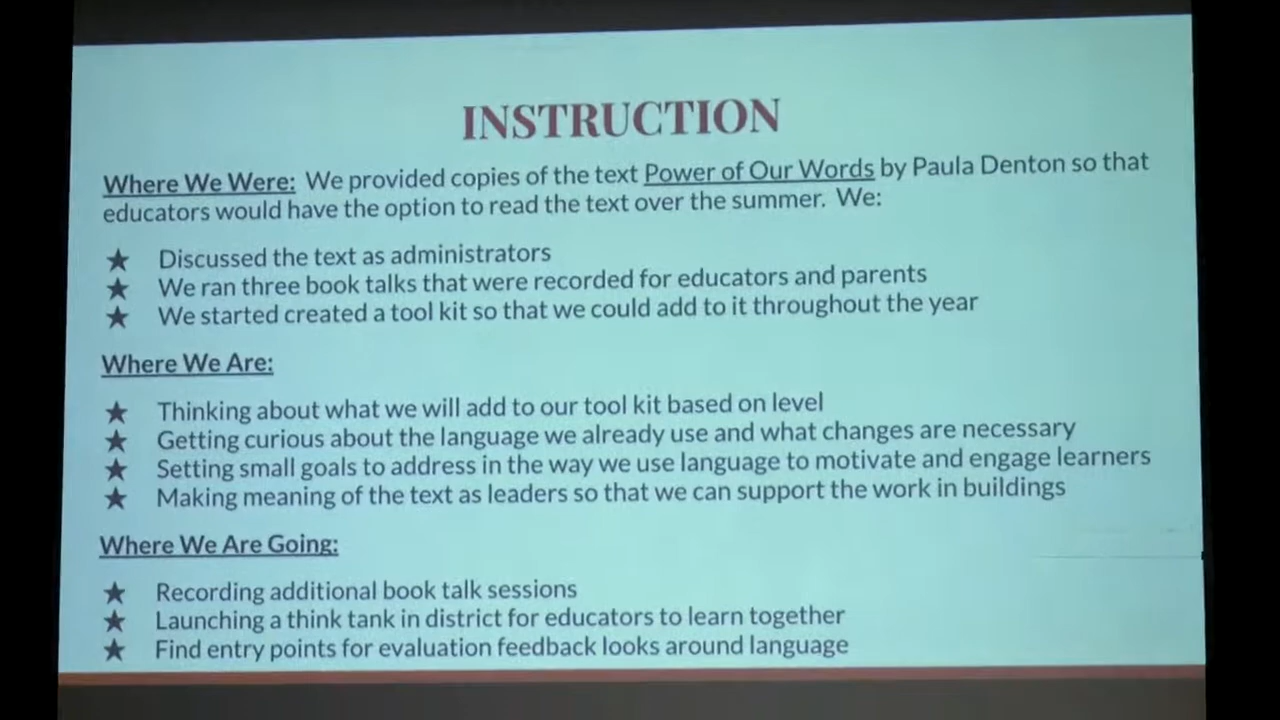 INSTRUCTION
Where We Were: We provided copies of the text Power of Our Words by Paula Denton so that
educators would have the option to read the text over the summer. We:
★ Discussed the text as administrators
★ We ran three book talks that were recorded for educators and parents
★ We started created a tool kit so that we could add to it throughout the year
Where We Are:
★ Thinking about what we will add to our tool kit based on level
★ Getting curious about the language we already use and what changes are necessary
★ Setting small goals to address in the way we use language to motivate and engage learners
★ Making meaning of the text as leaders so that we can support the work in buildings
Where We Are Going:
★ Recording additional book talk sessions
★ Launching a think tank in district for educators to learn together
★ Find entry points for evaluation feedback looks around language